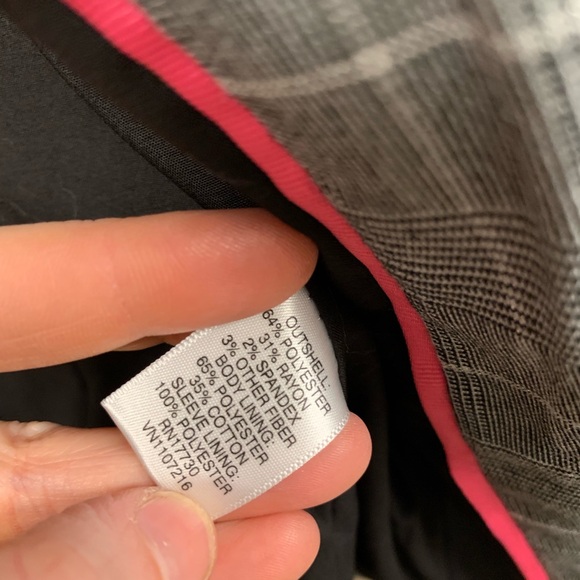 OUTSHELL:
64% POLYESTER
31% RAYON
2% SPANDEX
3% OTHER FIBER
BODY LINING:
65% POLYESTER
35% COTTON
SLEEVE LINING:
100% POLYESTER
RN17730
VN1107216